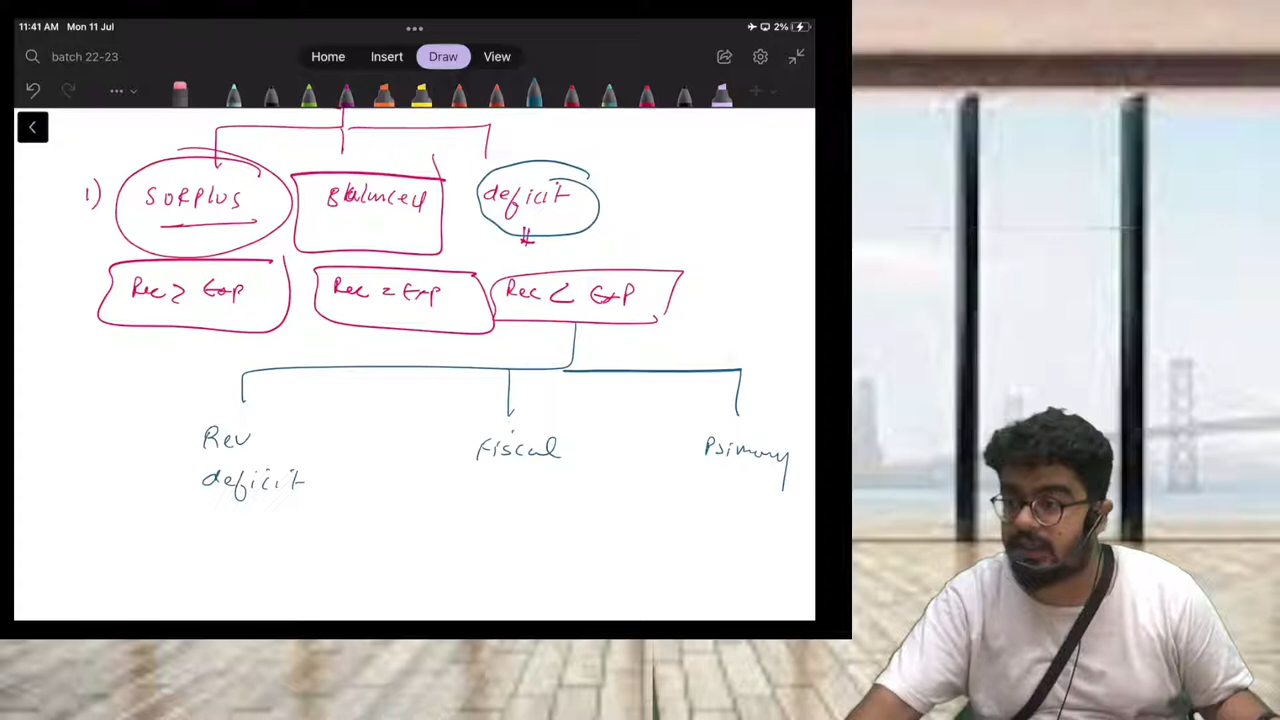 11:41 AM Mon 11 Jul
2%
batch 22-23
Home Insert Draw View
1) SURPLUS Balanced deficit
Rec > Exp Rec = Exp Rec < Exp
Rev Fiscal Primary
deficit